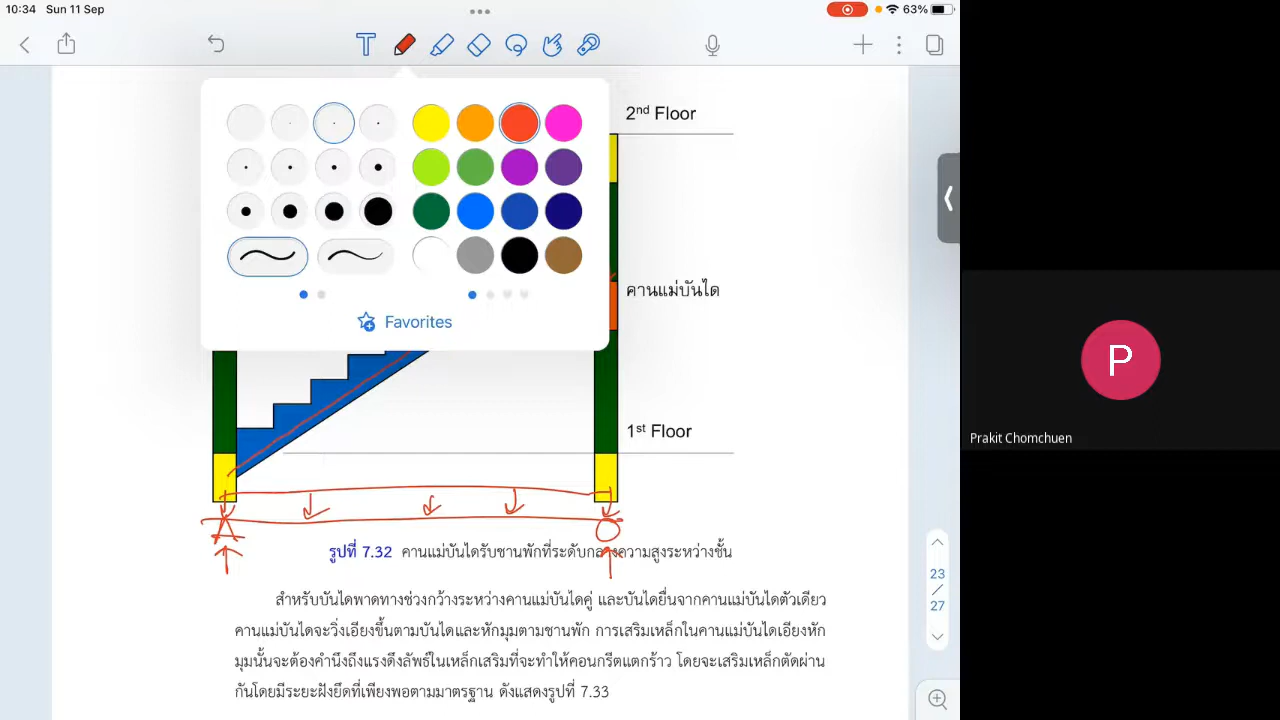 10:34 Sun 11 Sep
63%
T
Favorites
2nd Floor
คานแม่บันได
1st Floor
รูปที่ 7.32 คานแม่บันไดรับชานพักที่ระดับกลางความสูงระหว่างชั้น
สำหรับบันไดพาดทางช่วงกว้างระหว่างคานแม่บันไดคู่ และบันไดยื่นจากคานแม่บันไดตัวเดียว
คานแม่บันไดจะวิ่งเอียงขึ้นตามบันไดและหักมุมตามชานพัก การเสริมเหล็กในคานแม่บันไดเอียงหัก
มุมนั้นจะต้องคำนึงถึงแรงดึงลัพธ์ในเหล็กเสริมที่จะทำให้คอนกรีตแตกร้าว โดยจะเสริมเหล็กตัดผ่าน
กันโดยมีระยะฝังยึดที่เพียงพอตามมาตรฐาน ดังแสดงรูปที่ 7.33
23
/
27
P
Prakit Chomchuen